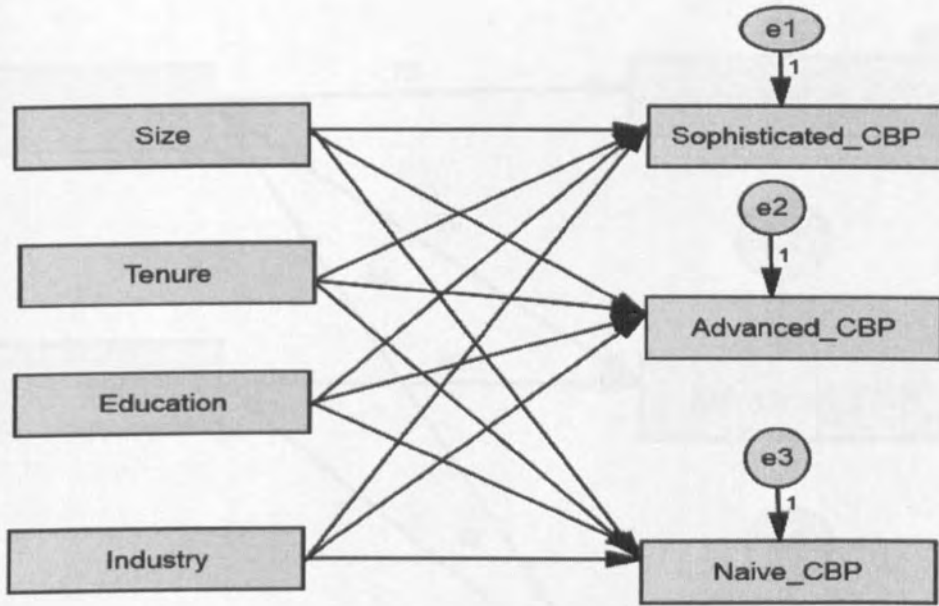 e1
1
Size
Sophisticated_CBP
e2
1
Tenure
Advanced_CBP
Education
e3
1
Industry
Naive_CBP